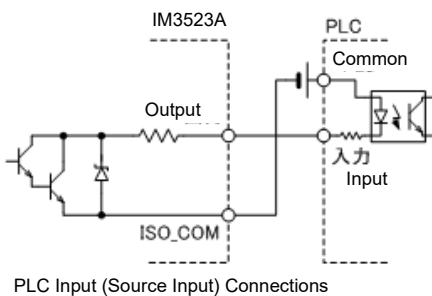 IM3523A
PLC
Common
Output
入力
Input
ISO_COM
PLC Input (Source Input) Connections